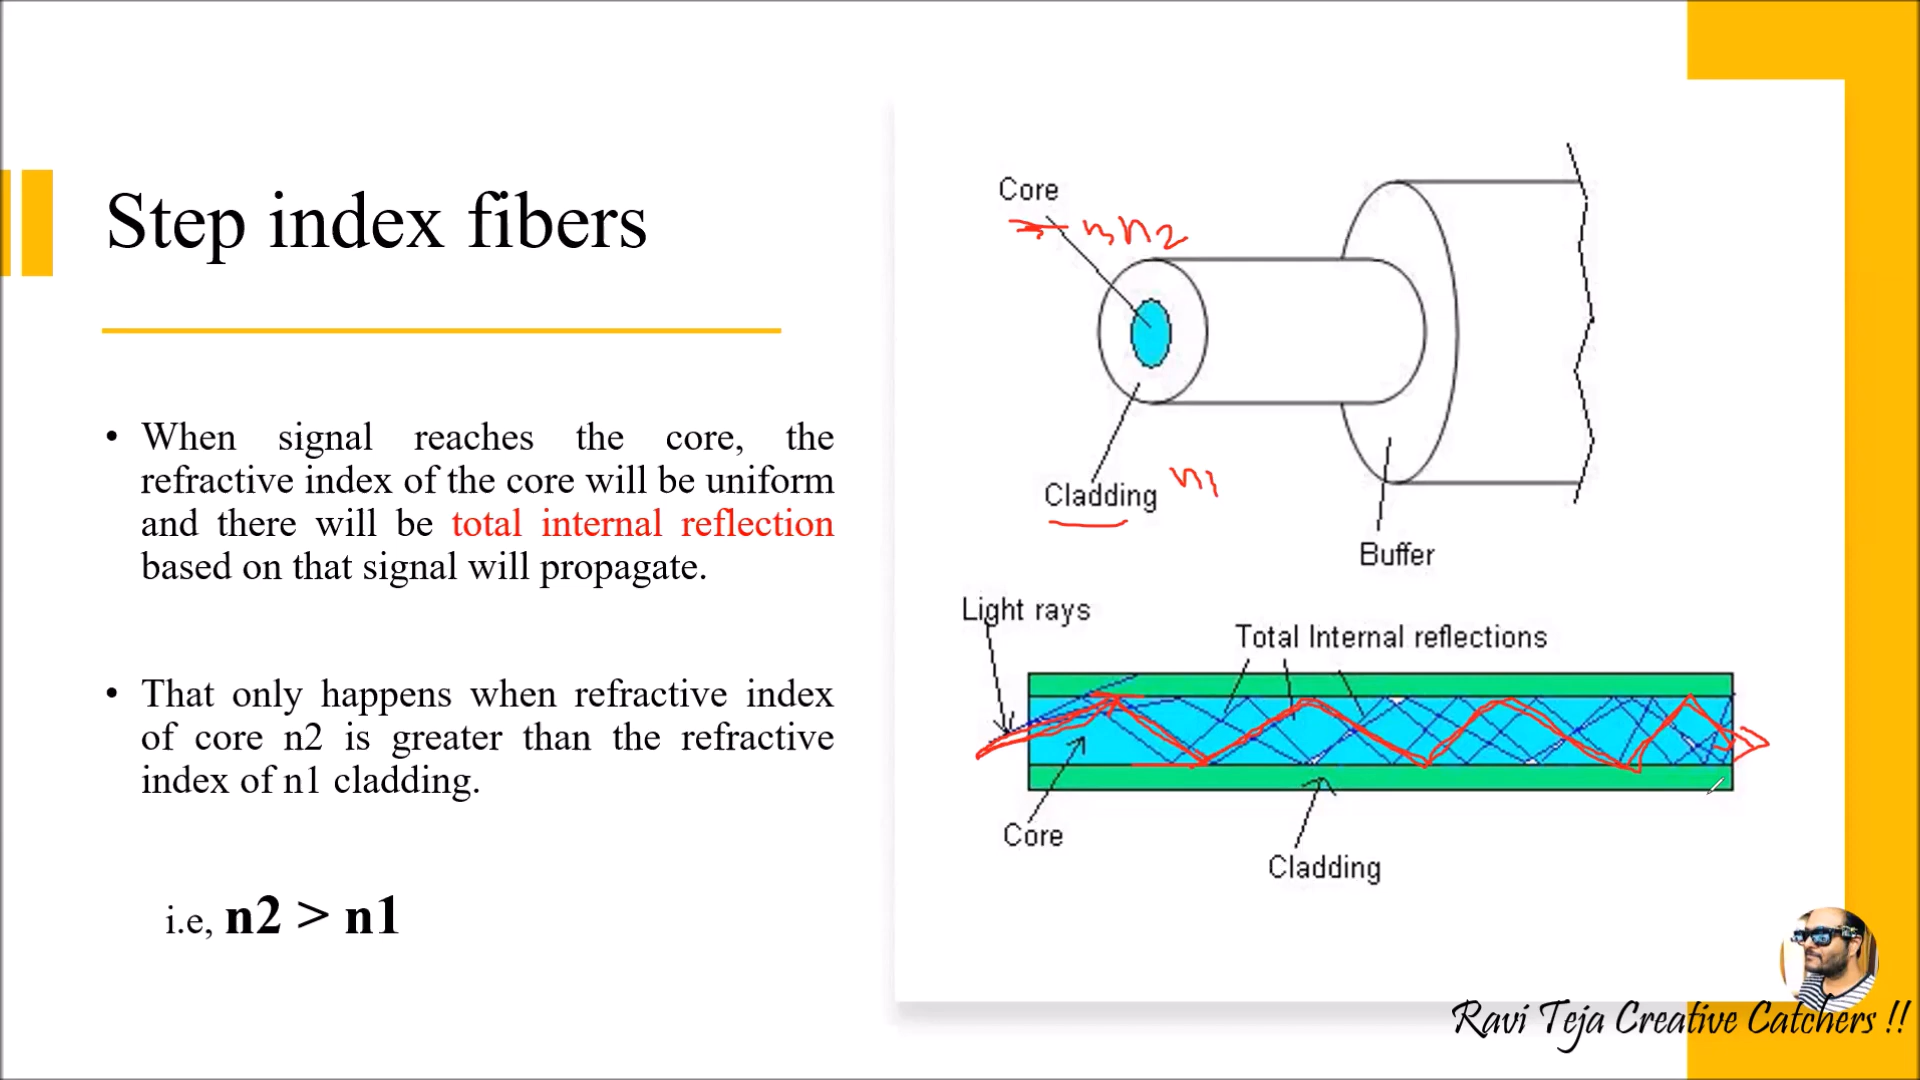 Step index fibers
• When signal reaches the core, the
refractive index of the core will be uniform
and there will be total internal reflection
based on that signal will propagate.
• That only happens when refractive index
of core n2 is greater than the refractive
index of n1 cladding.
i.e, n2 > n1
Core
n2
Cladding
n1
Buffer
Light rays
Total Internal reflections
Core
Cladding
Ravi Teja Creative Catchers !!